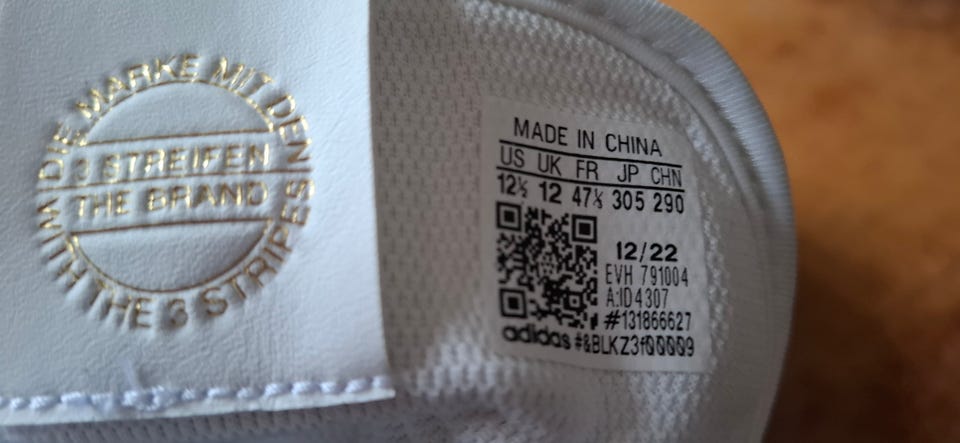 DIE MARKE MIT DEN
3 STREIFEN
THE BRAND
WITH THE 3 STRIPES
MADE IN CHINA
US UK FR JP CHN
12½ 12 47⅓ 305 290
12/22
EVH 791004
A:ID4307
#131866627
adidas #&BLKZ3f00009